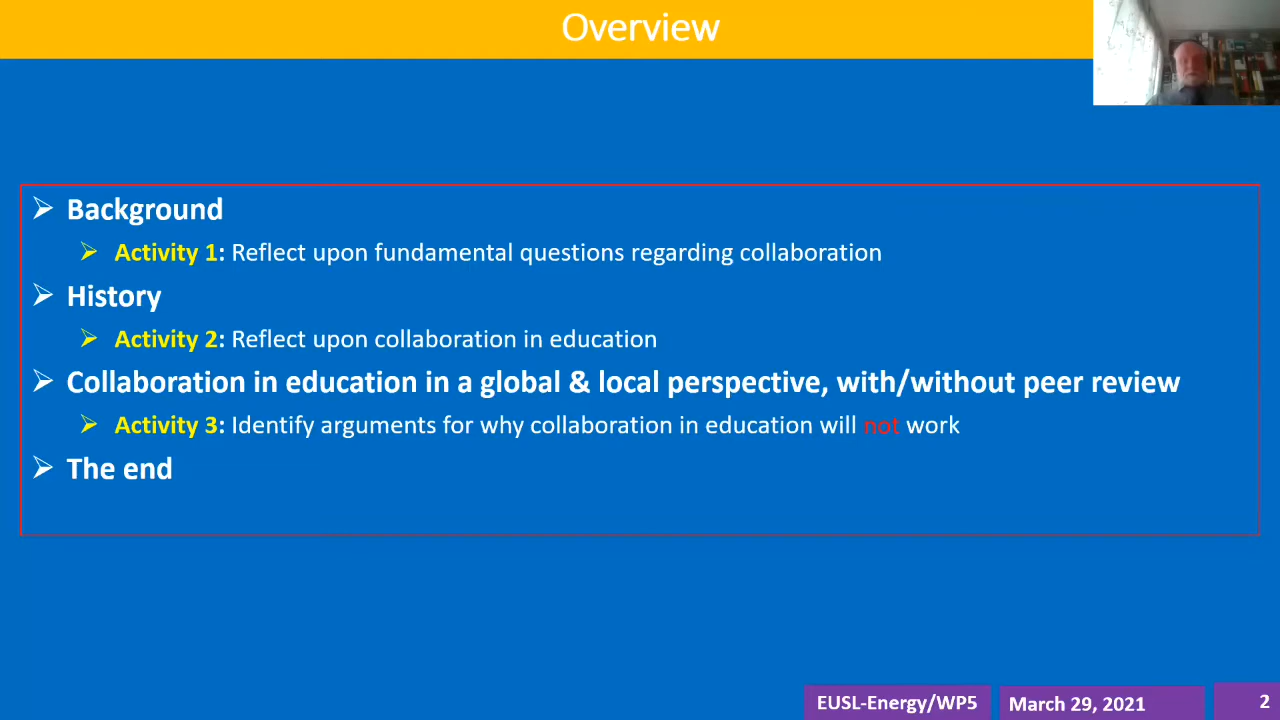 Overview
Background
Activity 1: Reflect upon fundamental questions regarding collaboration
History
Activity 2: Reflect upon collaboration in education
Collaboration in education in a global & local perspective, with/without peer review
Activity 3: Identify arguments for why collaboration in education will not work
The end
EUSL-Energy/WP5
March 29, 2021
2